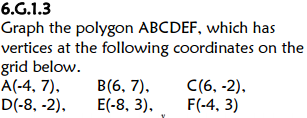 6.G.1.3
Graph the polygon ABCDEF, which has
vertices at the following coordinates on the
grid below.
A(-4, 7), B(6, 7), C(6, -2),
D(-8, -2), E(-8, 3), F(-4, 3)